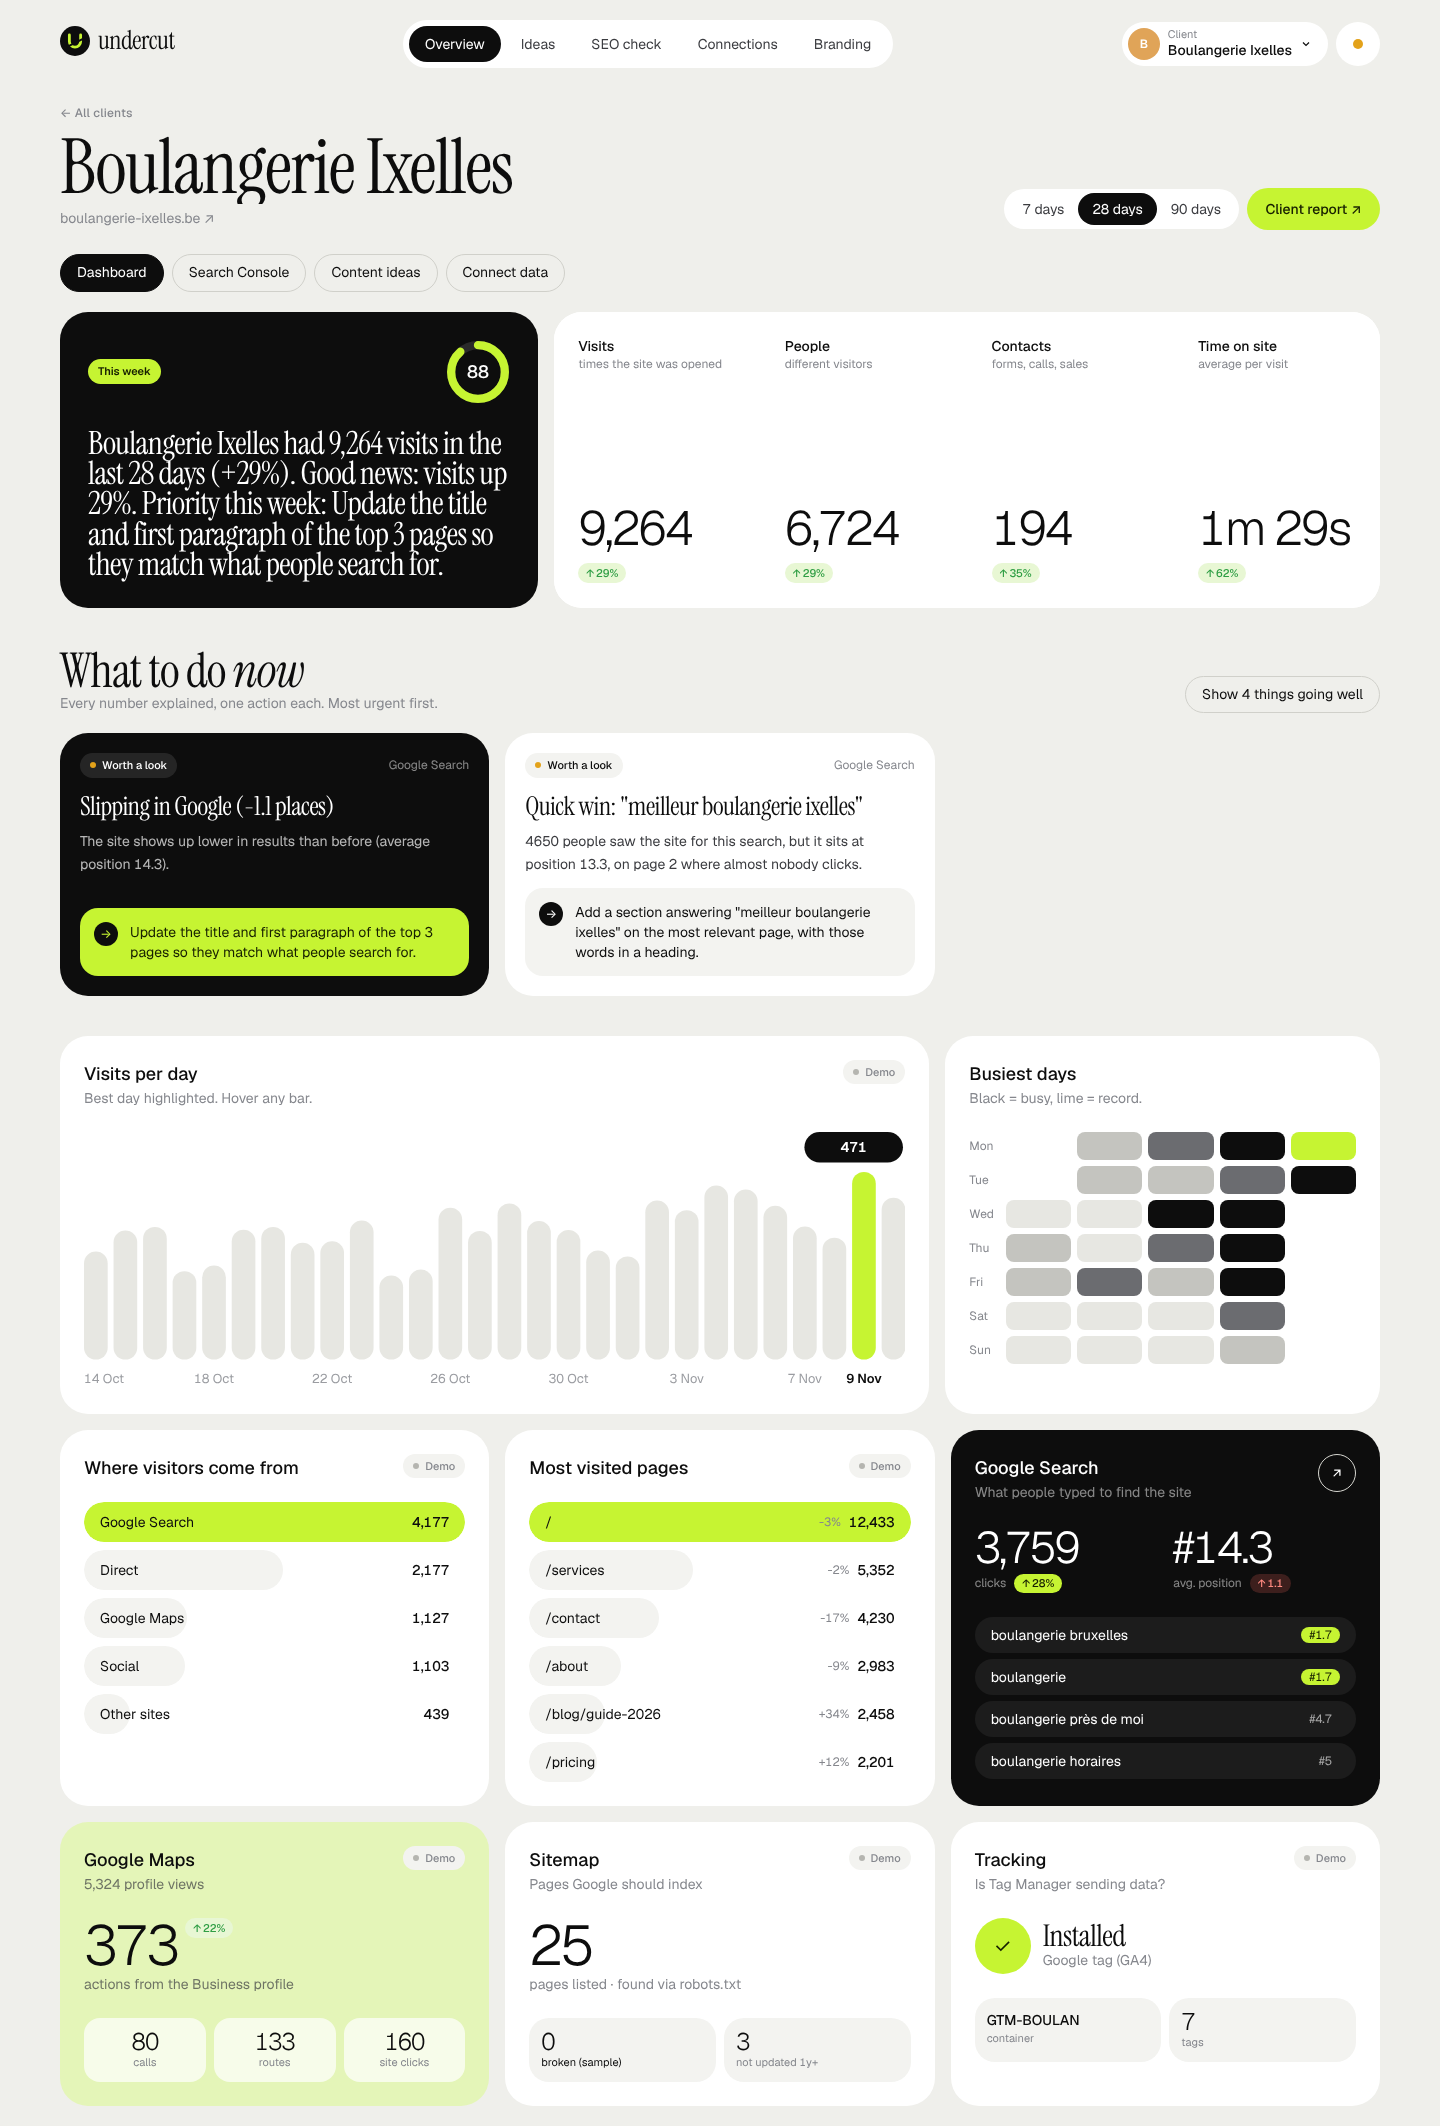 undercut
Overview Ideas SEO check Connections Branding
B
Client
Boulangerie Ixelles
← All clients
Boulangerie Ixelles
boulangerie-ixelles.be ↗
7 days 28 days 90 days
Client report ↗
Dashboard Search Console Content ideas Connect data
This week
88
Boulangerie Ixelles had 9,264 visits in the
last 28 days (+29%). Good news: visits up
29%. Priority this week: Update the title
and first paragraph of the top 3 pages so
they match what people search for.
Visits
times the site was opened
9,264
↑ 29%
People
different visitors
6,724
↑ 29%
Contacts
forms, calls, sales
194
↑ 35%
Time on site
average per visit
1m 29s
↑ 62%
What to do now
Every number explained, one action each. Most urgent first.
Show 4 things going well
Worth a look
Google Search
Slipping in Google (-1.1 places)
The site shows up lower in results than before (average
position 14.3).
→ Update the title and first paragraph of the top 3
pages so they match what people search for.
Worth a look
Google Search
Quick win: "meilleur boulangerie ixelles"
4650 people saw the site for this search, but it sits at
position 13.3, on page 2 where almost nobody clicks.
→ Add a section answering "meilleur boulangerie
ixelles" on the most relevant page, with those
words in a heading.
Visits per day
Demo
Best day highlighted. Hover any bar.
471
14 Oct 18 Oct 22 Oct 26 Oct 30 Oct 3 Nov 7 Nov 9 Nov
Busiest days
Black = busy, lime = record.
Mon
Tue
Wed
Thu
Fri
Sat
Sun
Where visitors come from
Demo
Google Search 4,177
Direct 2,177
Google Maps 1,127
Social 1,103
Other sites 439
Most visited pages
Demo
/ -3% 12,433
/services -2% 5,352
/contact -17% 4,230
/about -9% 2,983
/blog/guide-2026 +34% 2,458
/pricing +12% 2,201
Google Search
↗
What people typed to find the site
3,759
clicks ↑ 28%
#14.3
avg. position ↑ 1.1
boulangerie bruxelles #1.7
boulangerie #1.7
boulangerie près de moi #4.7
boulangerie horaires #5
Google Maps
Demo
5,324 profile views
373 ↑ 22%
actions from the Business profile
80
calls
133
routes
160
site clicks
Sitemap
Demo
Pages Google should index
25
pages listed · found via robots.txt
0
broken (sample)
3
not updated 1y+
Tracking
Demo
Is Tag Manager sending data?
Installed
Google tag (GA4)
GTM-BOULAN
container
7
tags